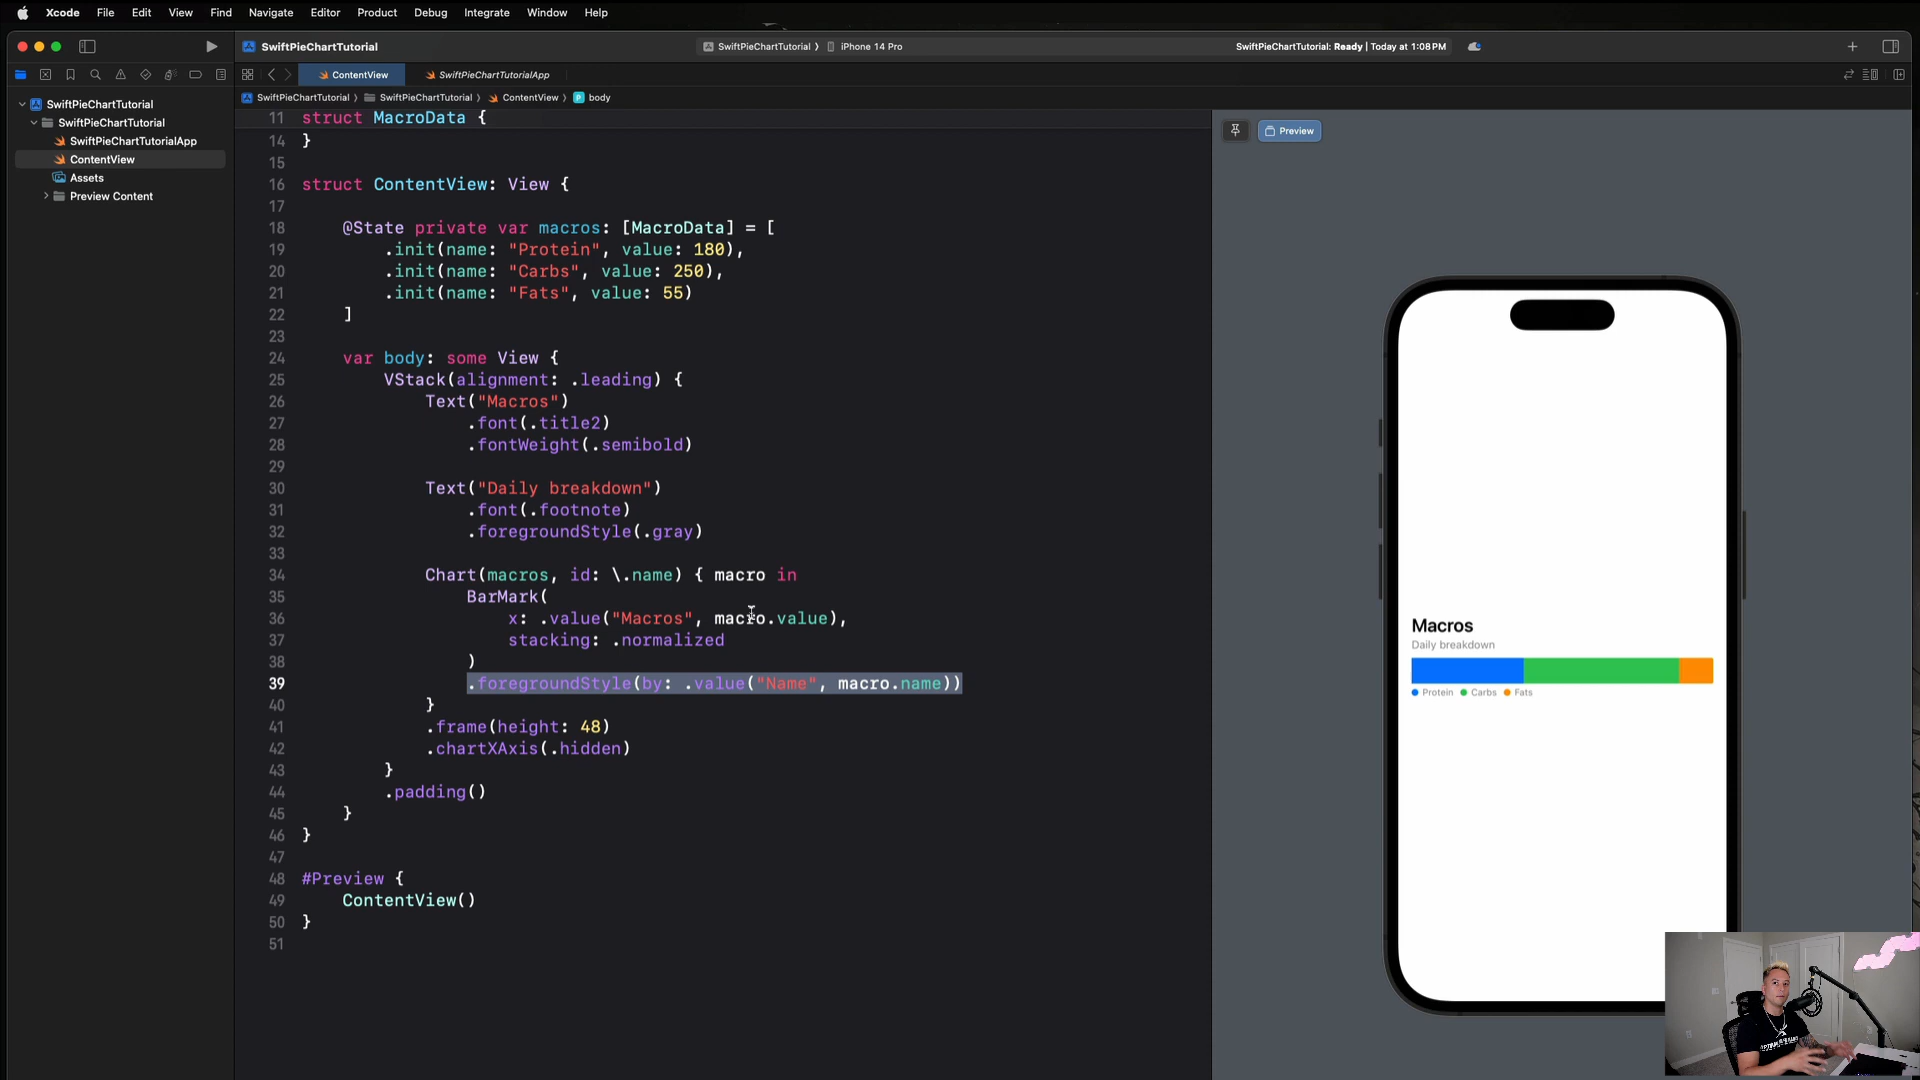 Xcode File Edit View Find Navigate Editor Product Debug Integrate Window Help
SwiftPieChartTutorial
SwiftPieChartTutorial 〉 iPhone 14 Pro
SwiftPieChartTutorial: Ready | Today at 1:08 PM
ContentView
SwiftPieChartTutorialApp
SwiftPieChartTutorial 〉 SwiftPieChartTutorial 〉 ContentView 〉 body
SwiftPieChartTutorial
SwiftPieChartTutorial
SwiftPieChartTutorialApp
ContentView
Assets
Preview Content
11 struct MacroData {
14 }
15
16 struct ContentView: View {
17
18 @State private var macros: [MacroData] = [
19 .init(name: "Protein", value: 180),
20 .init(name: "Carbs", value: 250),
21 .init(name: "Fats", value: 55)
22 ]
23
24 var body: some View {
25 VStack(alignment: .leading) {
26 Text("Macros")
27 .font(.title2)
28 .fontWeight(.semibold)
29
30 Text("Daily breakdown")
31 .font(.footnote)
32 .foregroundStyle(.gray)
33
34 Chart(macros, id: \.name) { macro in
35 BarMark(
36 x: .value("Macros", macro.value),
37 stacking: .normalized
38 )
39 .foregroundStyle(by: .value("Name", macro.name))
40 }
41 .frame(height: 48)
42 .chartXAxis(.hidden)
43 }
44 .padding()
45 }
46 }
47
48 #Preview {
49 ContentView()
50 }
51
Preview
Macros
Daily breakdown
Protein Carbs Fats